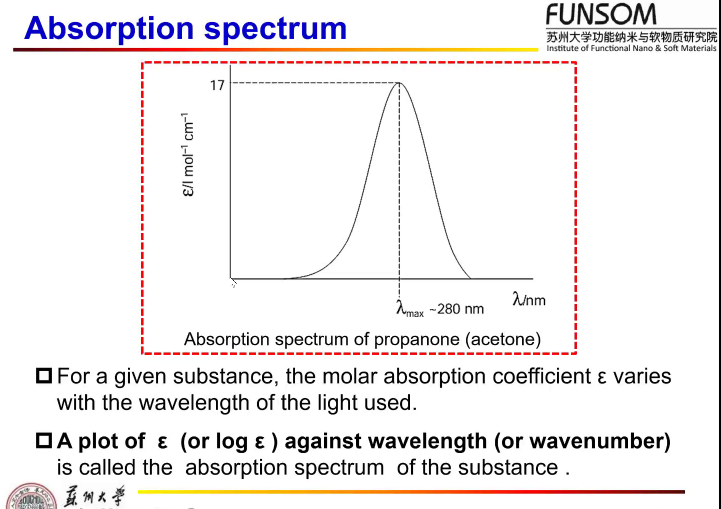 Absorption spectrum
FUNSOM
苏州大学功能纳米与软物质研究院
Institute of Functional Nano & Soft Materials
17
ε/l mol⁻¹ cm⁻¹
λmax ~280 nm
λ/nm
Absorption spectrum of propanone (acetone)
For a given substance, the molar absorption coefficient ε varies
with the wavelength of the light used.
A plot of ε (or log ε ) against wavelength (or wavenumber)
is called the absorption spectrum of the substance .
苏州大学